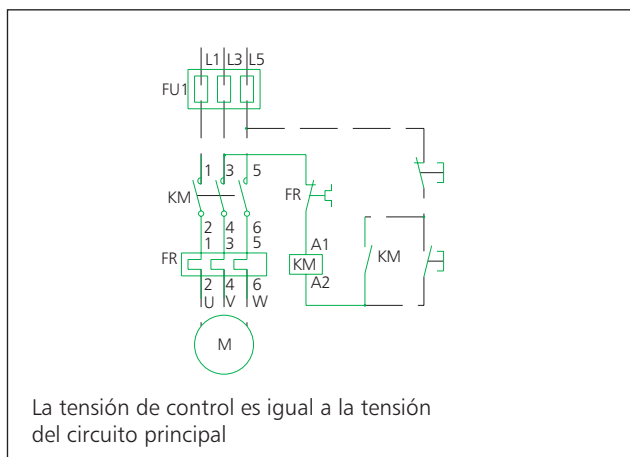 L1 L3 L5
FU1
1 3 5
KM FR
2 4 6
1 3 5 A1
FR KM KM
2 4 6 A2
U V W
M
La tensión de control es igual a la tensión
del circuito principal